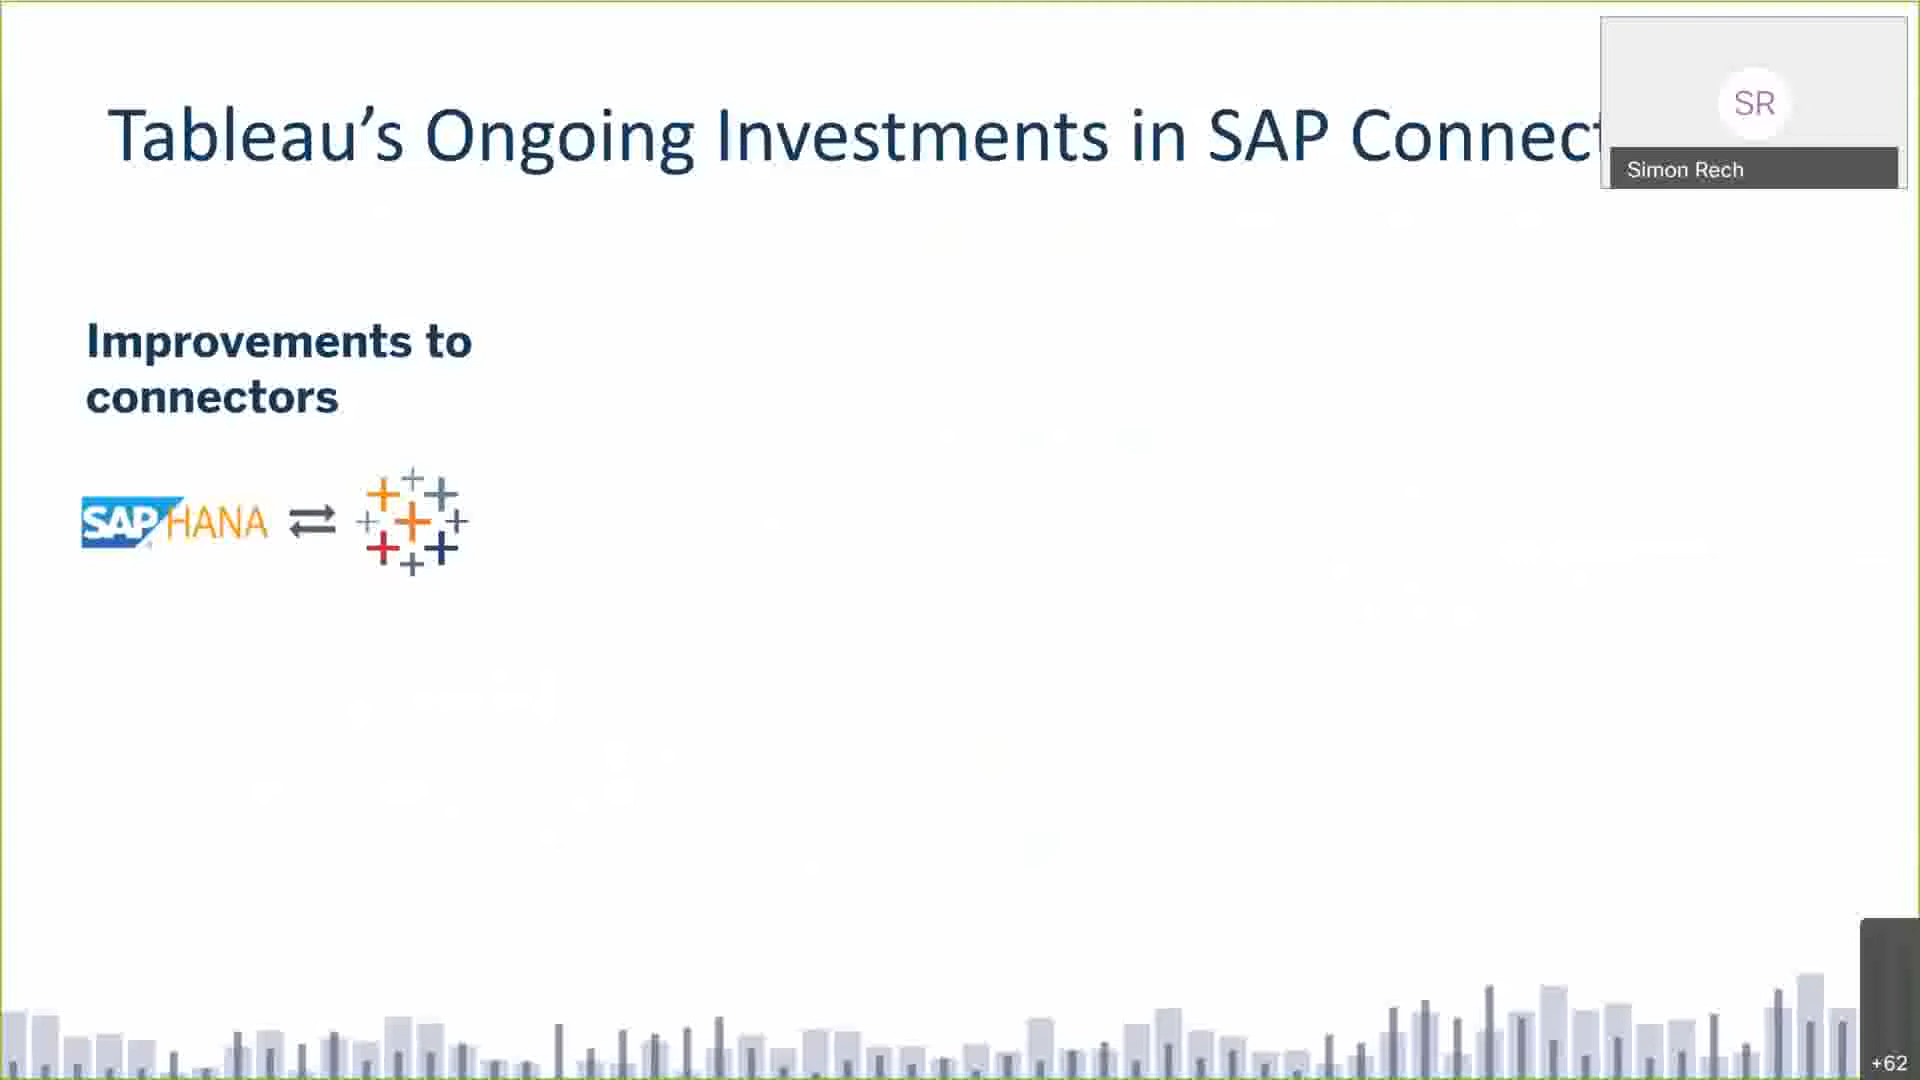 Tableau’s Ongoing Investments in SAP Connect
SR
Simon Rech
Improvements to
connectors
SAP HANA
+62